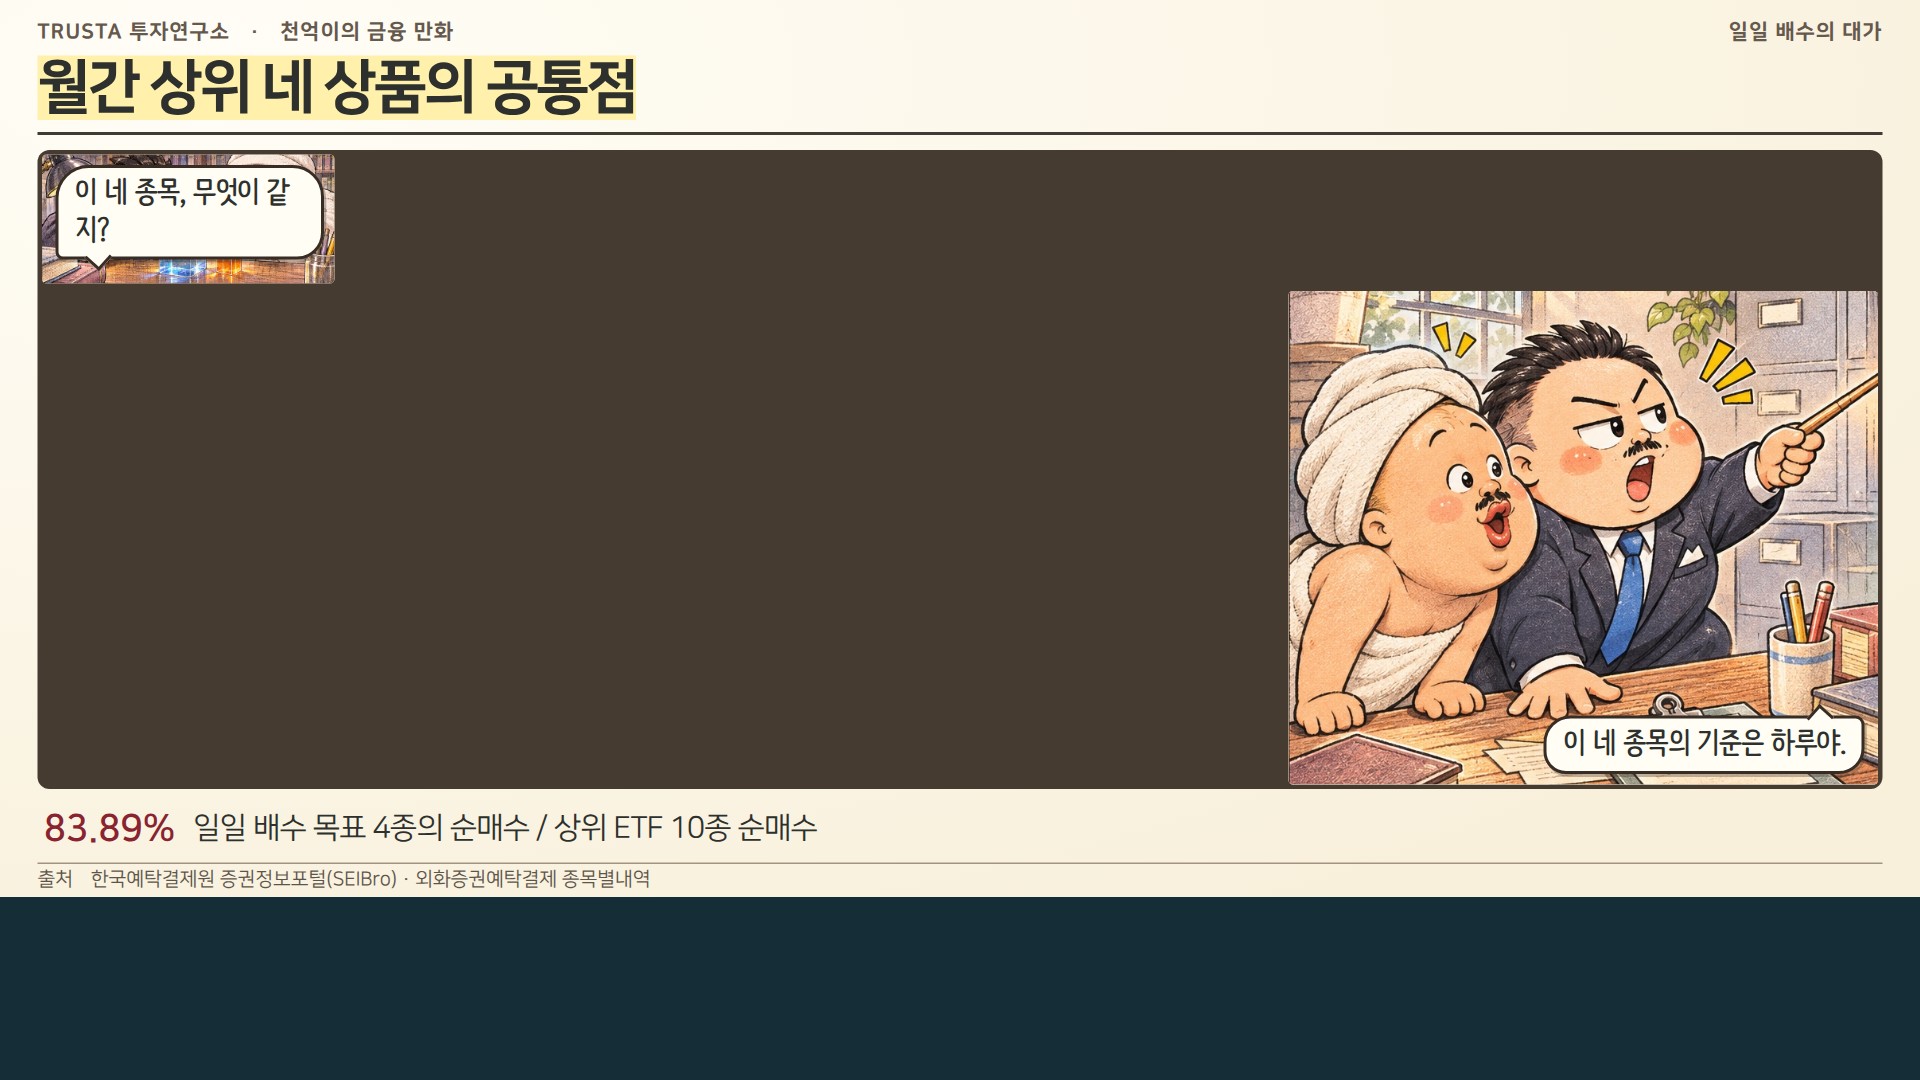 TRUSTA 투자연구소 · 천억이의 금융 만화
일일 배수의 대가
월간 상위 네 상품의 공통점
이 네 종목, 무엇이 같
지?
이 네 종목의 기준은 하루야.
83.89% 일일 배수 목표 4종의 순매수 / 상위 ETF 10종 순매수
출처 한국예탁결제원 증권정보포털(SEIBro) · 외화증권예탁결제 종목별내역